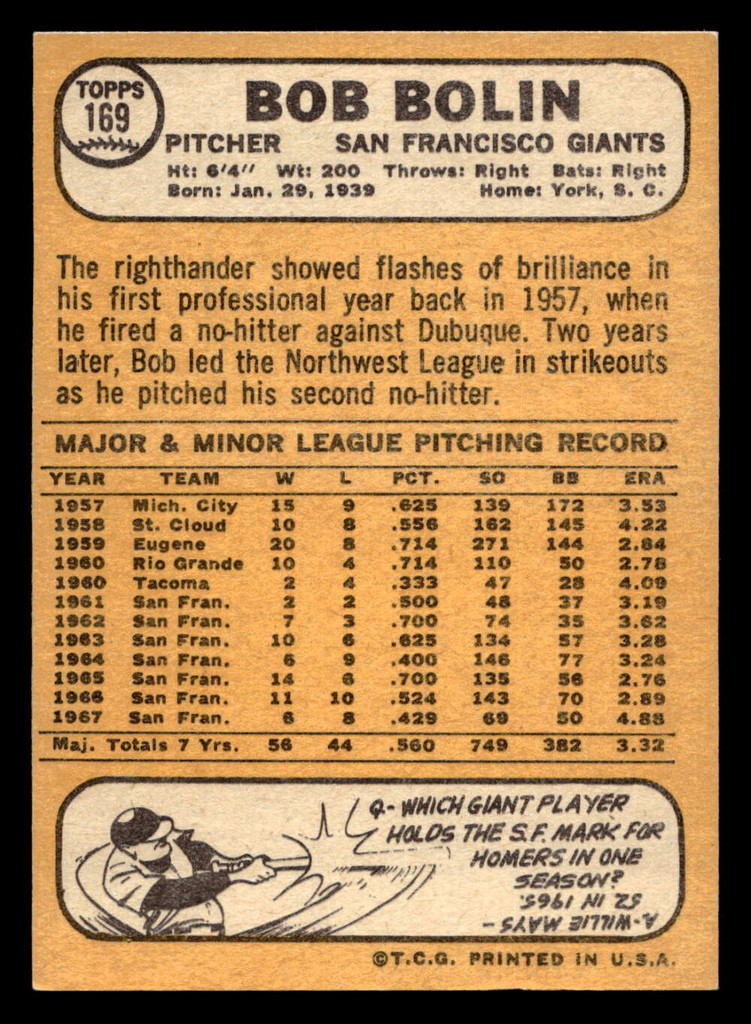 TOPPS
169
BOB BOLIN
PITCHER SAN FRANCISCO GIANTS
Ht: 6'4" Wt: 200 Throws: Right Bats: Right
Born: Jan. 29, 1939 Home: York, S. C.
The righthander showed flashes of brilliance in
his first professional year back in 1957, when
he fired a no-hitter against Dubuque. Two years
later, Bob led the Northwest League in strikeouts
as he pitched his second no-hitter.
MAJOR & MINOR LEAGUE PITCHING RECORD
YEAR TEAM W L PCT. SO BB ERA
1957 Mich. City 15 9 .625 139 172 3.53
1958 St. Cloud 10 8 .556 162 145 4.22
1959 Eugene 20 8 .714 271 144 2.84
1960 Rio Grande 10 4 .714 110 50 2.78
1960 Tacoma 2 4 .333 47 28 4.09
1961 San Fran. 2 2 .500 48 37 3.19
1962 San Fran. 7 3 .700 74 35 3.62
1963 San Fran. 10 6 .625 134 57 3.28
1964 San Fran. 6 9 .400 146 77 3.24
1965 San Fran. 14 6 .700 135 56 2.76
1966 San Fran. 11 10 .524 143 70 2.89
1967 San Fran. 6 8 .429 69 50 4.88
Maj. Totals 7 Yrs. 56 44 .560 749 382 3.32
Q.- WHICH GIANT PLAYER
HOLDS THE S.F. MARK FOR
HOMERS IN ONE
SEASON?
A.-WILLIE MAYS -
52 IN 1965.
©T.C.G. PRINTED IN U.S.A.